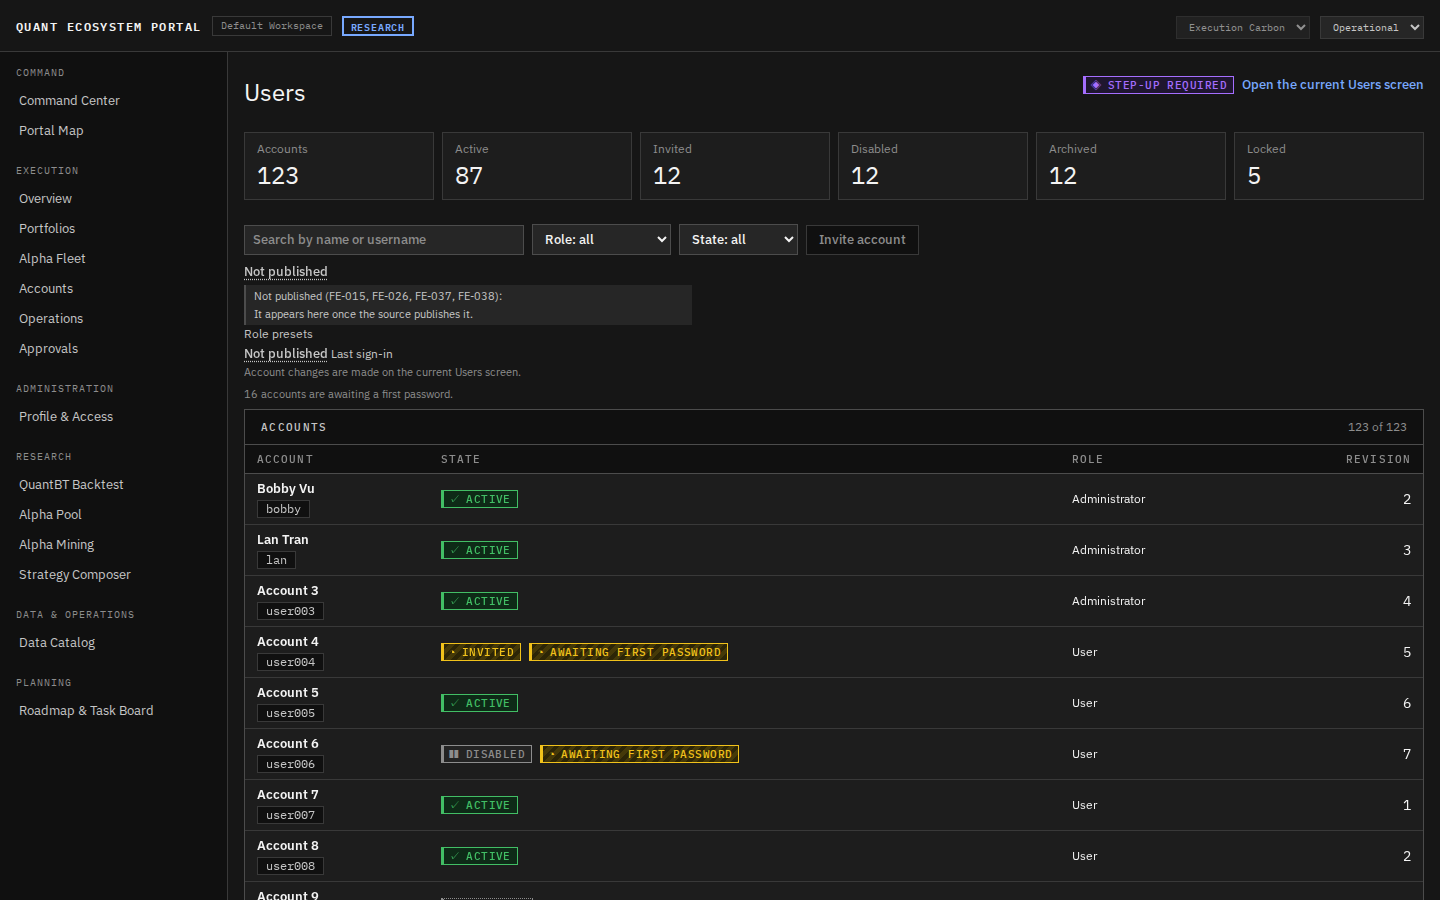 QUANT ECOSYSTEM PORTAL
Default Workspace
RESEARCH
Execution Carbon
Operational
COMMAND
Command Center
Portal Map
EXECUTION
Overview
Portfolios
Alpha Fleet
Accounts
Operations
Approvals
ADMINISTRATION
Profile & Access
RESEARCH
QuantBT Backtest
Alpha Pool
Alpha Mining
Strategy Composer
DATA & OPERATIONS
Data Catalog
PLANNING
Roadmap & Task Board
Users
STEP-UP REQUIRED
Open the current Users screen
Accounts
123
Active
87
Invited
12
Disabled
12
Archived
12
Locked
5
Search by name or username
Role: all
State: all
Invite account
Not published
Not published (FE-015, FE-026, FE-037, FE-038):
It appears here once the source publishes it.
Role presets
Not published Last sign-in
Account changes are made on the current Users screen.
16 accounts are awaiting a first password.
ACCOUNTS
123 of 123
ACCOUNT STATE ROLE REVISION
Bobby Vu
bobby
✓ ACTIVE
Administrator
2
Lan Tran
lan
✓ ACTIVE
Administrator
3
Account 3
user003
✓ ACTIVE
Administrator
4
Account 4
user004
INVITED
AWAITING FIRST PASSWORD
User
5
Account 5
user005
✓ ACTIVE
User
6
Account 6
user006
DISABLED
AWAITING FIRST PASSWORD
User
7
Account 7
user007
✓ ACTIVE
User
1
Account 8
user008
✓ ACTIVE
User
2
Account 9